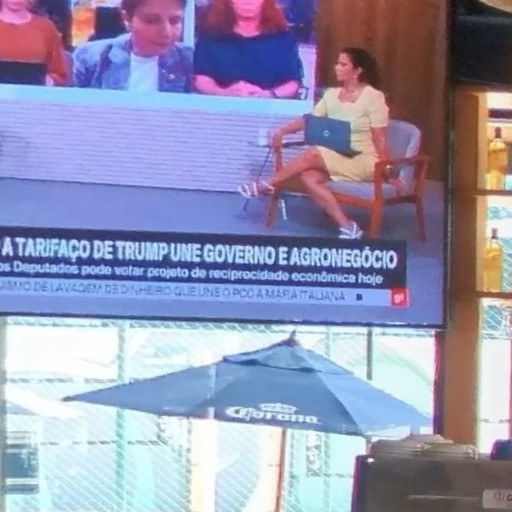 A TARIFAÇO DE TRUMP UNE GOVERNO E AGRONEGÓCIO
os Deputados pode votar projeto de reciprocidade econômica hoje
ISMO DE LAVAGEM DE DINHEIRO QUE UNE O PCC À MÁFIA ITALIANA
Corona